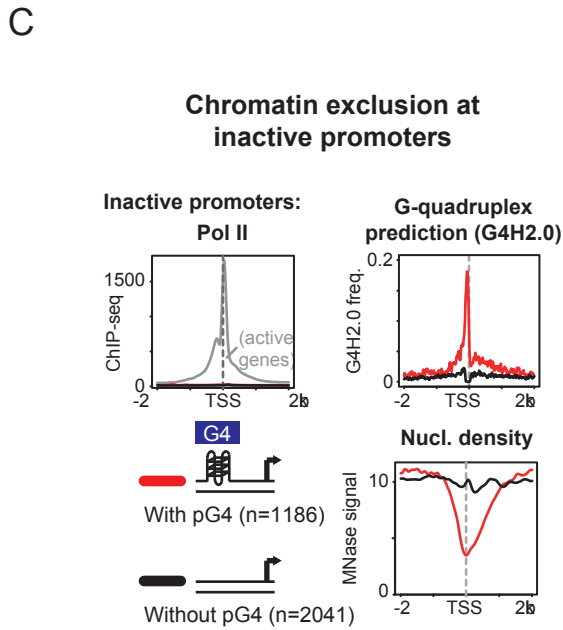 C
Chromatin exclusion at
inactive promoters
Inactive promoters:
Pol II
ChIP-seq
1500
0
(active
genes)
-2
TSS
2kb
G4
With pG4 (n=1186)
Without pG4 (n=2041)
G-quadruplex
prediction (G4H2.0)
G4H2.0 freq.
0.2
0
-2
TSS
2kb
Nucl. density
MNase signal
10
0
-2
TSS
2kb